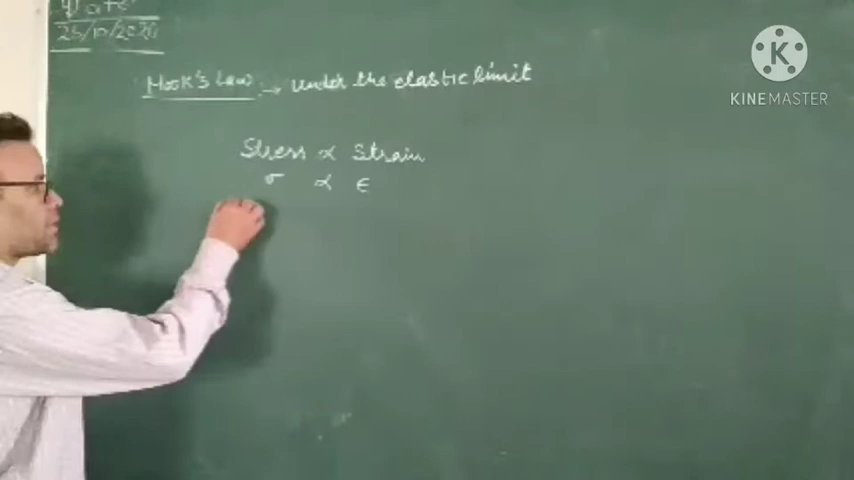 Date
25/10/2020
Hook's Law → under the elastic limit
Stress ∝ Strain
σ ∝ ϵ
K
KINEMASTER